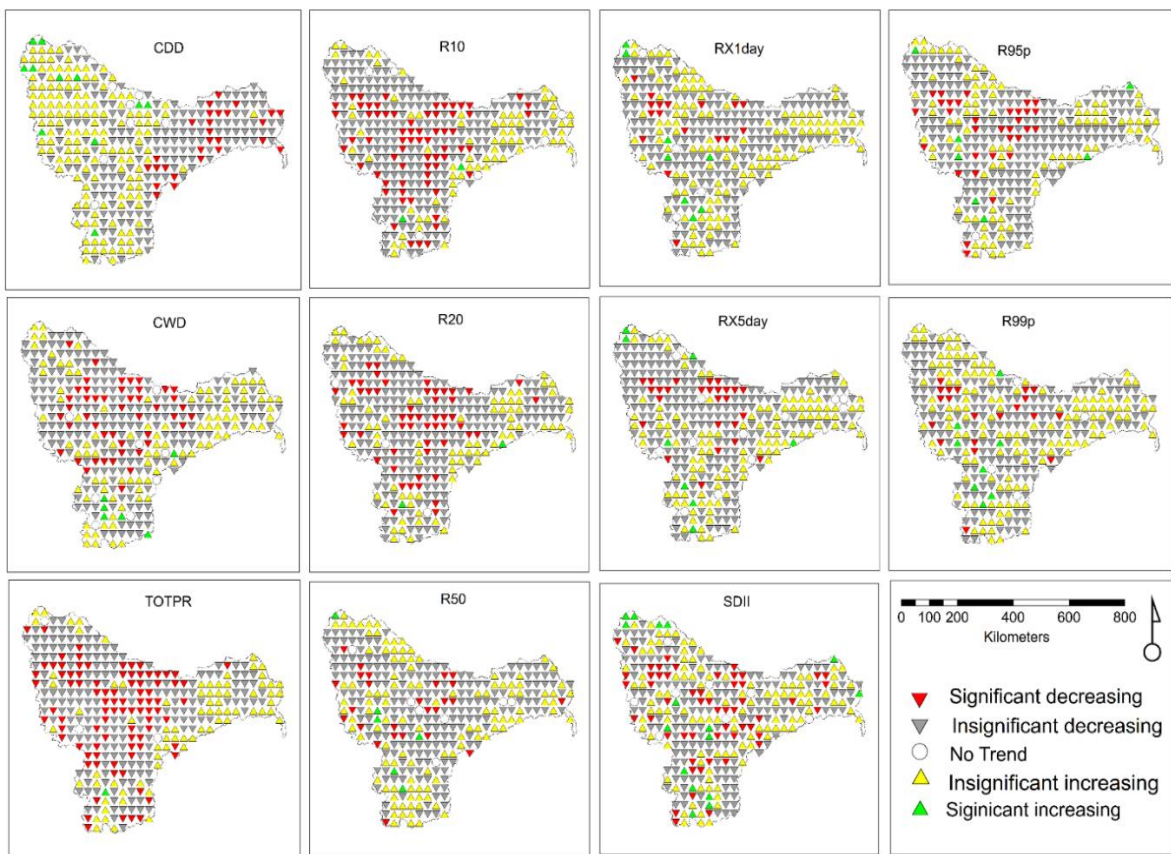 CDD
R10
RX1day
R95p
CWD
R20
RX5day
R99p
TOTPR
R50
SDII
0 100 200 400 600 800
Kilometers
Significant decreasing
Insignificant decreasing
No Trend
Insignificant increasing
Siginicant increasing